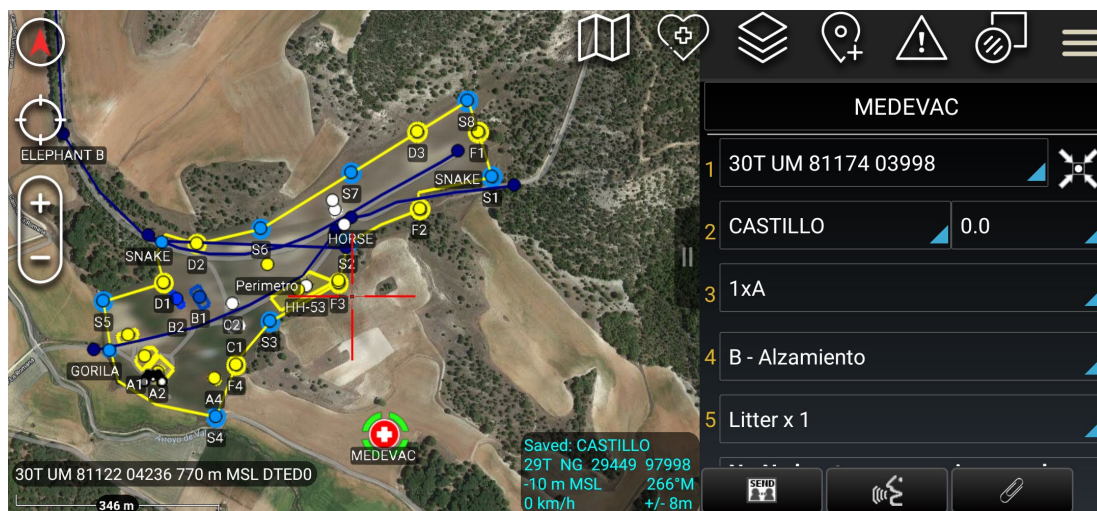 ELEPHANT B
S8
D3
F1
S7
SNAKE
S1
F2
HORSE
S6
SNAKE
D2
S2
Perimetro
D1
B1
B2
HH-53
F3
S5
C2
S3
C1
GORILA
F4
A1
A2
A4
S4
MEDEVAC
30T UM 81122 04236 770 m MSL DTED0
346 m
Saved: CASTILLO
29T NG 29449 97998
-10 m MSL 266°M
0 km/h +/- 8m
MEDEVAC
1 30T UM 81174 03998
2 CASTILLO 0.0
3 1xA
4 B - Alzamiento
5 Litter x 1
SEND